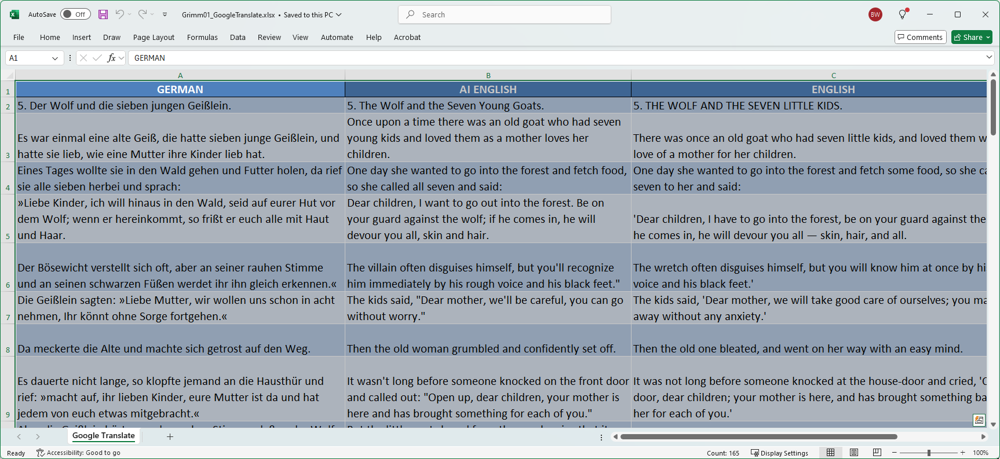 AutoSave Off Grimm01_GoogleTranslate.xlsx • Saved to this PC Search BW
File Home Insert Draw Page Layout Formulas Data Review View Automate Help Acrobat Comments Share
A1 fx GERMAN
A B C
1 GERMAN AI ENGLISH ENGLISH
2 5. Der Wolf und die sieben jungen Geißlein. 5. The Wolf and the Seven Young Goats. 5. THE WOLF AND THE SEVEN LITTLE KIDS.
Es war einmal eine alte Geiß, die hatte sieben junge Geißlein, und
hatte sie lieb, wie eine Mutter ihre Kinder lieb hat.
Once upon a time there was an old goat who had seven
young kids and loved them as a mother loves her
children.
There was once an old goat who had seven little kids, and loved them w
love of a mother for her children.
3
Eines Tages wollte sie in den Wald gehen und Futter holen, da rief
sie alle sieben herbei und sprach:
One day she wanted to go into the forest and fetch food,
so she called all seven and said:
One day she wanted to go into the forest and fetch some food, so she ca
seven to her and said:
4
»Liebe Kinder, ich will hinaus in den Wald, seid auf eurer Hut vor
dem Wolf; wenn er hereinkommt, so frißt er euch alle mit Haut
und Haar.
Dear children, I want to go out into the forest. Be on
your guard against the wolf; if he comes in, he will
devour you all, skin and hair.
'Dear children, I have to go into the forest, be on your guard against the
he comes in, he will devour you all — skin, hair, and all.
5
Der Bösewicht verstellt sich oft, aber an seiner rauhen Stimme
und an seinen schwarzen Füßen werdet ihr ihn gleich erkennen.«
The villain often disguises himself, but you'll recognize
him immediately by his rough voice and his black feet."
The wretch often disguises himself, but you will know him at once by hi
voice and his black feet.'
6
Die Geißlein sagten: »Liebe Mutter, wir wollen uns schon in acht
nehmen, Ihr könnt ohne Sorge fortgehen.«
The kids said, "Dear mother, we'll be careful, you can go
without worry."
The kids said, 'Dear mother, we will take good care of ourselves; you ma
away without any anxiety.'
7
8 Da meckerte die Alte und machte sich getrost auf den Weg. Then the old woman grumbled and confidently set off. Then the old one bleated, and went on her way with an easy mind.
Es dauerte nicht lange, so klopfte jemand an die Hausthür und
rief: »macht auf, ihr lieben Kinder, eure Mutter ist da und hat
jedem von euch etwas mitgebracht.«
It wasn't long before someone knocked on the front door
and called out: "Open up, dear children, your mother is
here and has brought something for each of you."
It was not long before someone knocked at the house-door and cried, 'O
door, dear children; your mother is here, and has brought something ba
her for each of you.'
9
Google Translate
Ready Accessibility: Good to go Count: 165 Display Settings 100%